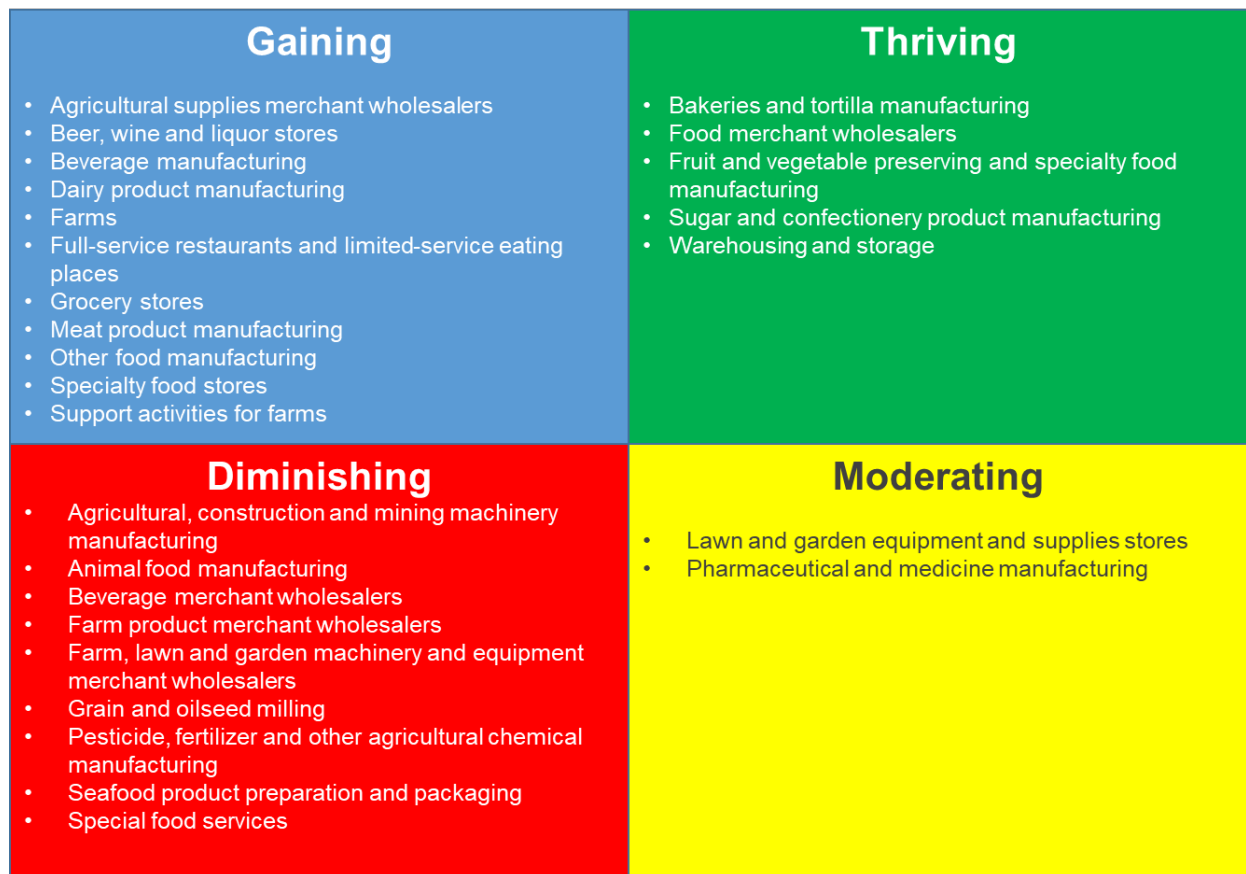 Gaining
• Agricultural supplies merchant wholesalers
• Beer, wine and liquor stores
• Beverage manufacturing
• Dairy product manufacturing
• Farms
• Full-service restaurants and limited-service eating
places
• Grocery stores
• Meat product manufacturing
• Other food manufacturing
• Specialty food stores
• Support activities for farms
Thriving
• Bakeries and tortilla manufacturing
• Food merchant wholesalers
• Fruit and vegetable preserving and specialty food
manufacturing
• Sugar and confectionery product manufacturing
• Warehousing and storage
Diminishing
• Agricultural, construction and mining machinery
manufacturing
• Animal food manufacturing
• Beverage merchant wholesalers
• Farm product merchant wholesalers
• Farm, lawn and garden machinery and equipment
merchant wholesalers
• Grain and oilseed milling
• Pesticide, fertilizer and other agricultural chemical
manufacturing
• Seafood product preparation and packaging
• Special food services
Moderating
• Lawn and garden equipment and supplies stores
• Pharmaceutical and medicine manufacturing